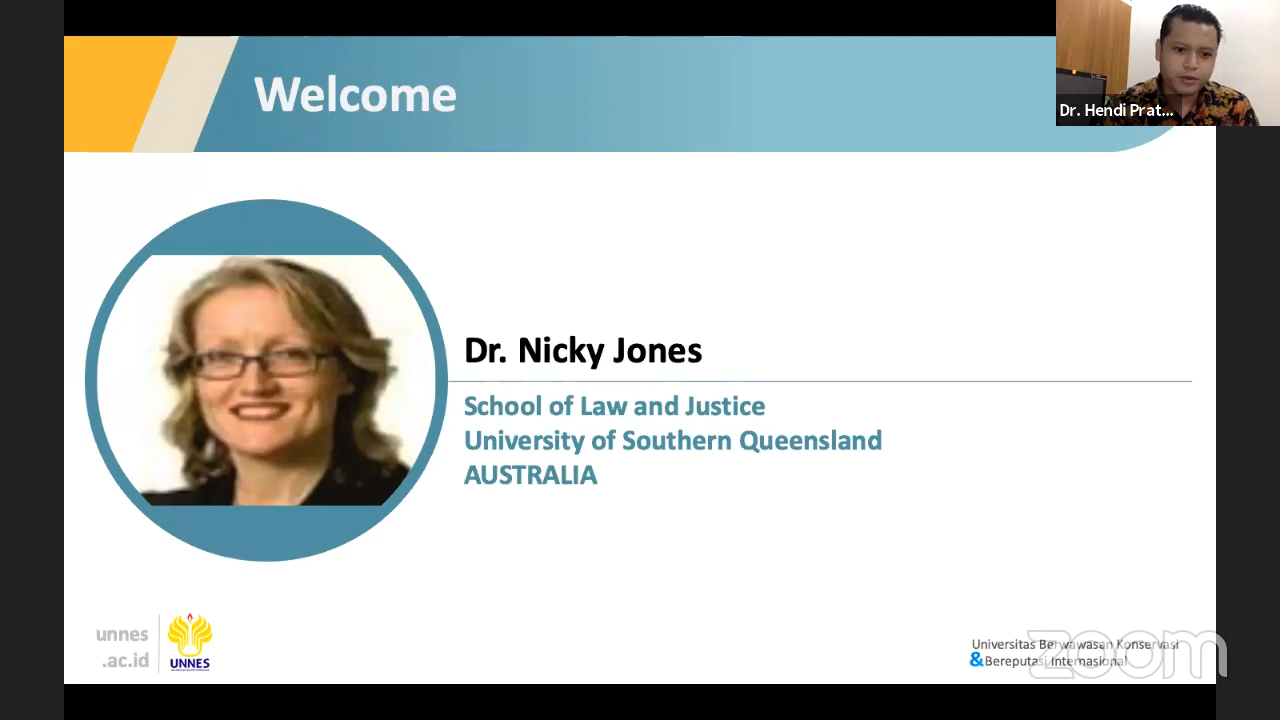 Welcome
Dr. Hendi Prat...
Dr. Nicky Jones
School of Law and Justice
University of Southern Queensland
AUSTRALIA
unnes
.ac.id
UNNES
Universitas Berwawasan Konservasi
& Bereputasi Internasional
zoom